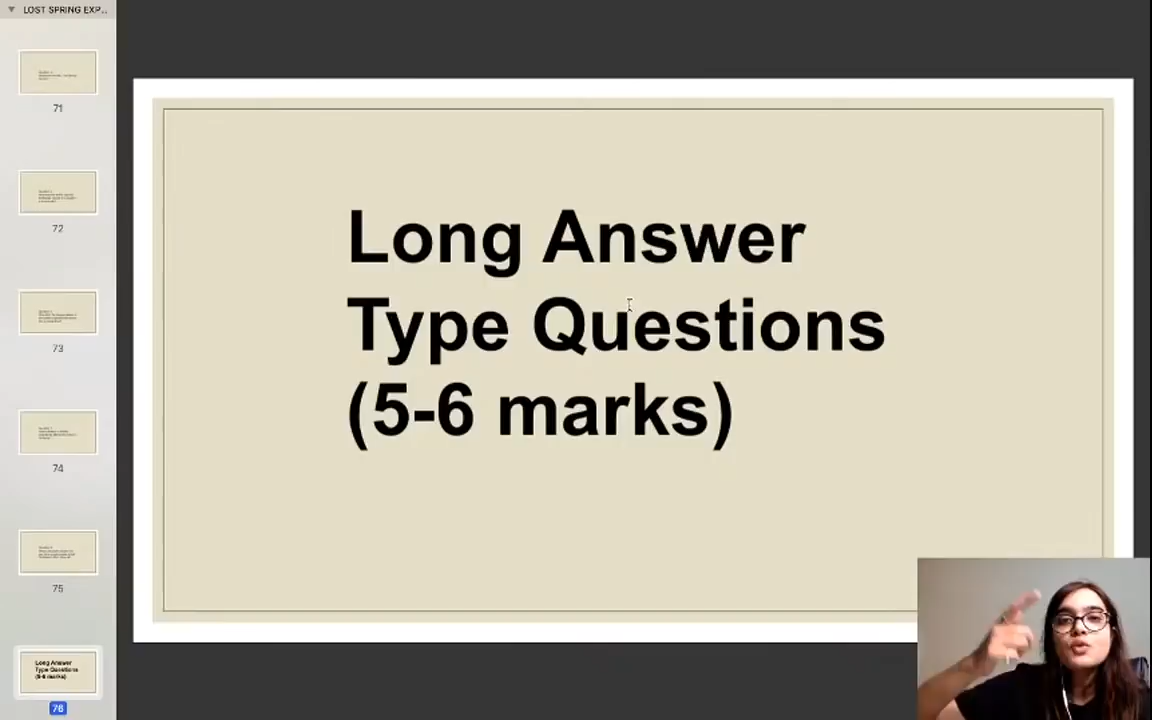 LOST SPRING EXP...
71
72
73
74
75
Long Answer
Type Questions
(5-6 marks)
76
Long Answer
Type Questions
(5-6 marks)